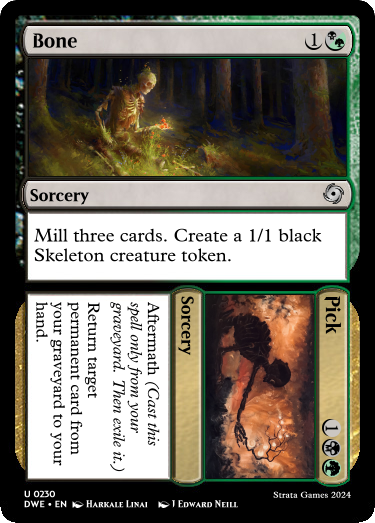 Bone 1
Sorcery
Mill three cards. Create a 1/1 black
Skeleton creature token.
Pick 1
Sorcery
Aftermath (Cast this
spell only from your
graveyard. Then exile it.)
Return target
permanent card from
your graveyard to your
hand.
U 0230
DWE • EN Harkale Linai J Edward Neill
Strata Games 2024